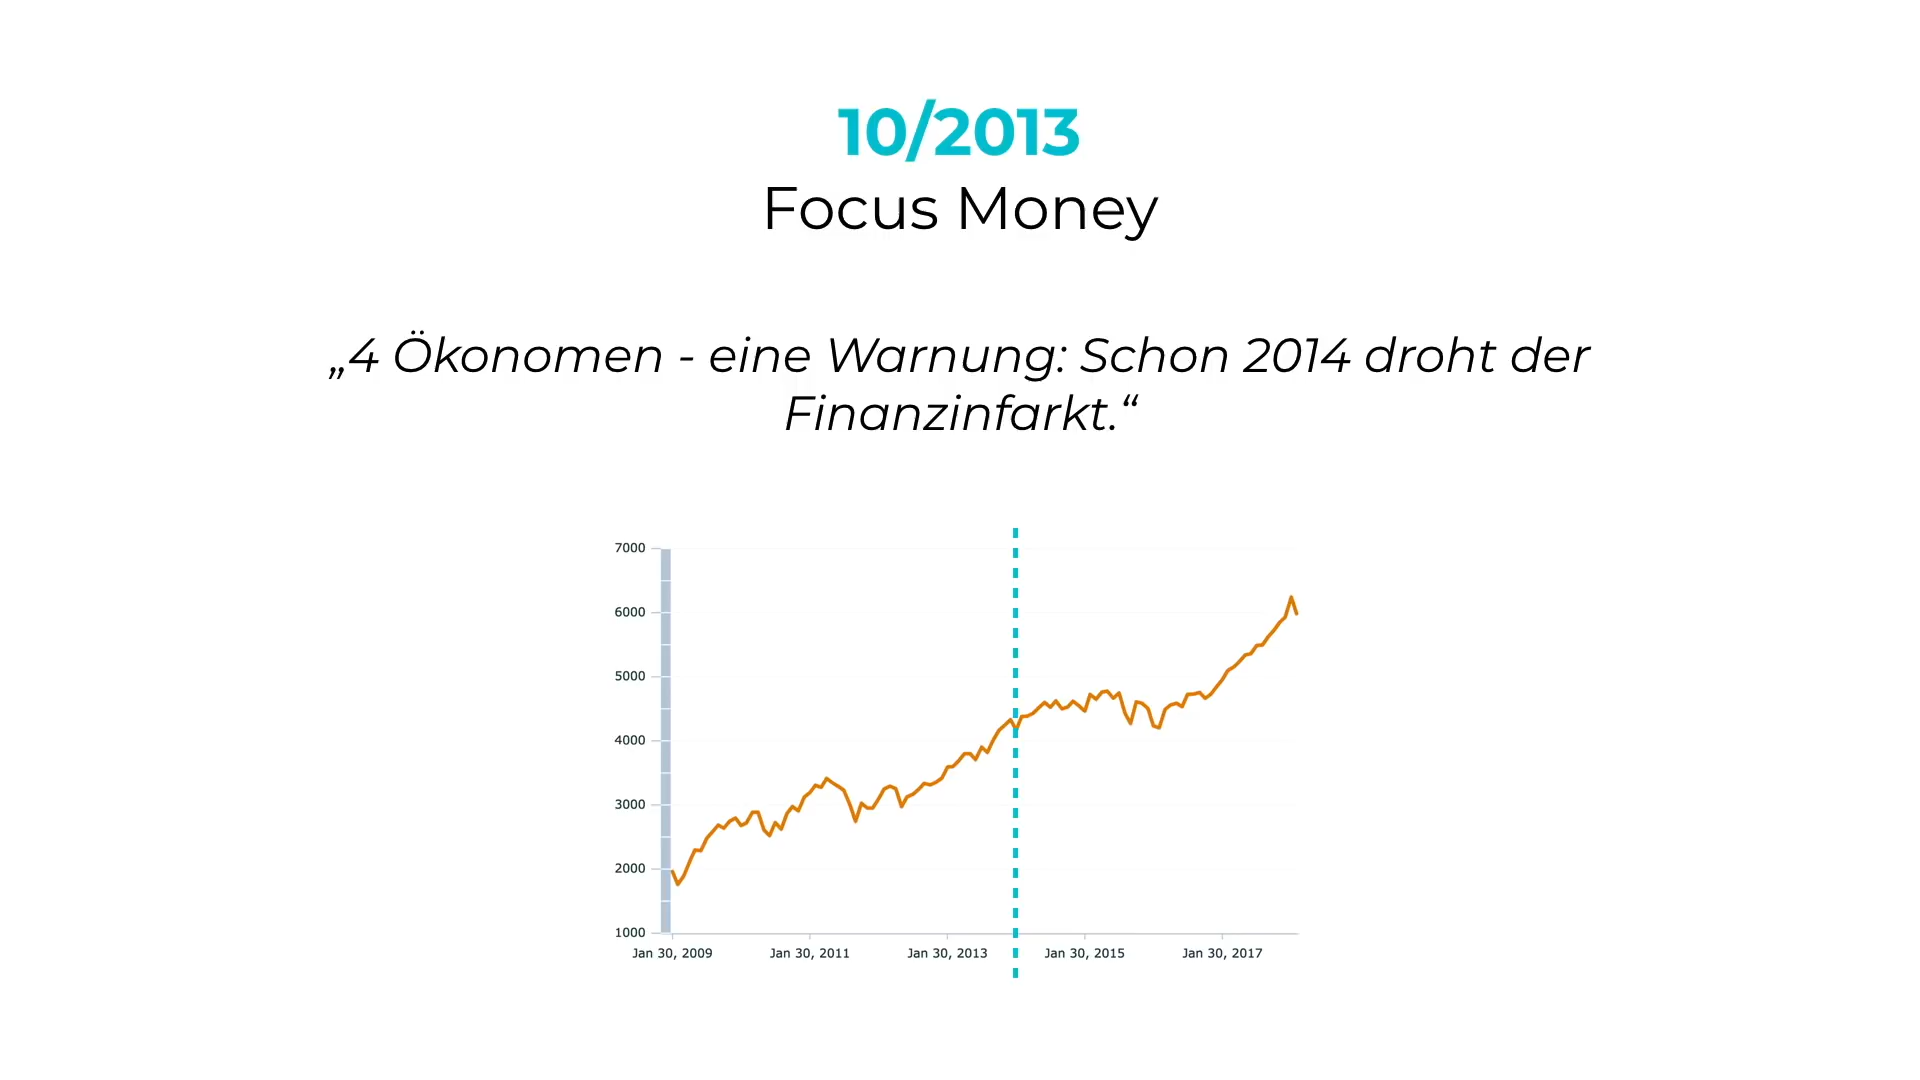 10/2013
Focus Money
„4 Ökonomen - eine Warnung: Schon 2014 droht der
Finanzinfarkt.“
7000
6000
5000
4000
3000
2000
1000
Jan 30, 2009 Jan 30, 2011 Jan 30, 2013 Jan 30, 2015 Jan 30, 2017